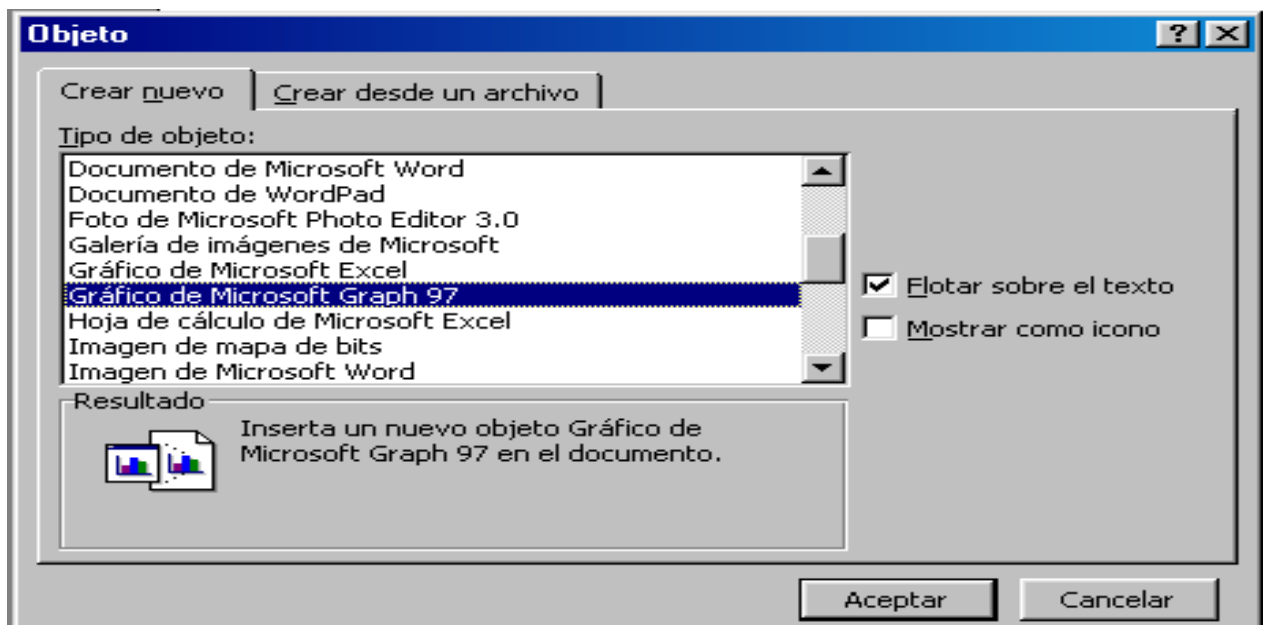 Objeto
Crear nuevo
Crear desde un archivo
Tipo de objeto:
Documento de Microsoft Word
Documento de WordPad
Foto de Microsoft Photo Editor 3.0
Galería de imágenes de Microsoft
Gráfico de Microsoft Excel
Gráfico de Microsoft Graph 97
Hoja de cálculo de Microsoft Excel
Imagen de mapa de bits
Imagen de Microsoft Word
Flotar sobre el texto
Mostrar como icono
Resultado
Inserta un nuevo objeto Gráfico de
Microsoft Graph 97 en el documento.
Aceptar
Cancelar